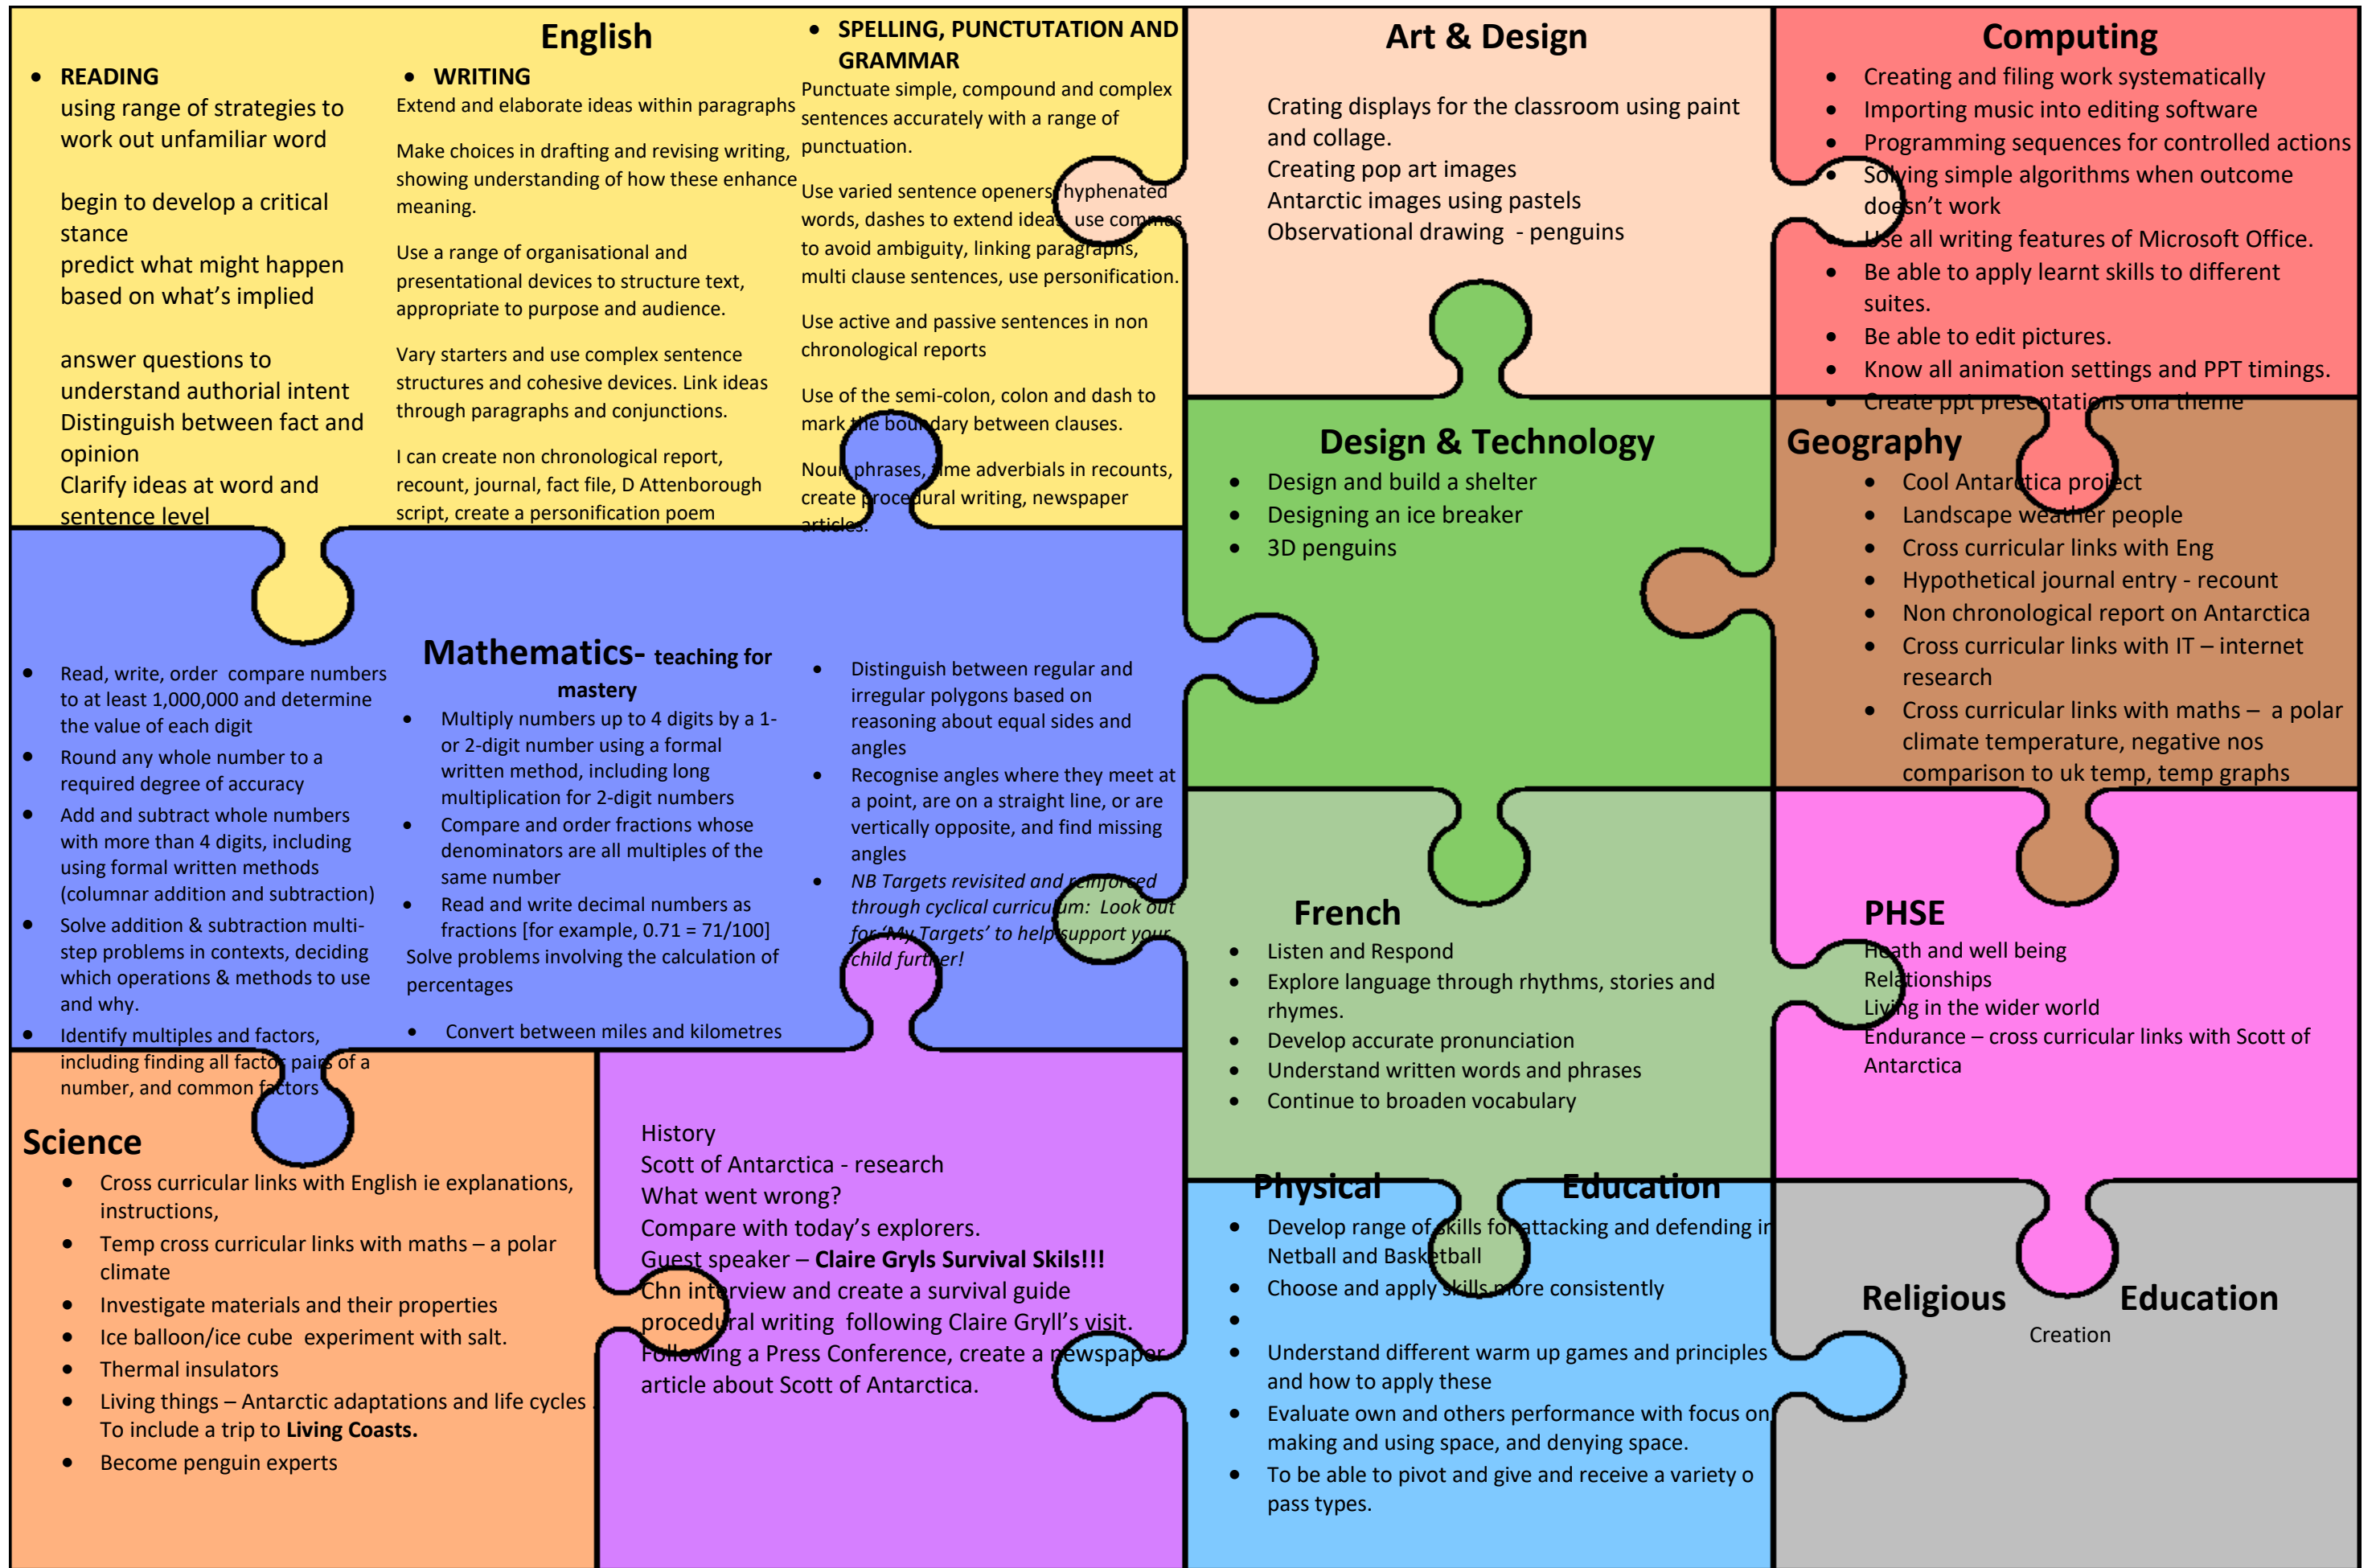 English
• READING
using range of strategies to
work out unfamiliar word
begin to develop a critical
stance
predict what might happen
based on what's implied
answer questions to
understand authorial intent
Distinguish between fact and
opinion
Clarify ideas at word and
sentence level
• WRITING
Extend and elaborate ideas within paragraphs
Make choices in drafting and revising writing,
showing understanding of how these enhance
meaning.
Use a range of organisational and
presentational devices to structure text,
appropriate to purpose and audience.
Vary starters and use complex sentence
structures and cohesive devices. Link ideas
through paragraphs and conjunctions.
I can create non chronological report,
recount, journal, fact file, D Attenborough
script, create a personification poem
• SPELLING, PUNCTUTATION AND
GRAMMAR
Punctuate simple, compound and complex
sentences accurately with a range of
punctuation.
Use varied sentence openers, hyphenated
words, dashes to extend ideas, use commas
to avoid ambiguity, linking paragraphs,
multi clause sentences, use personification.
Use active and passive sentences in non
chronological reports
Use of the semi-colon, colon and dash to
mark the boundary between clauses.
Noun phrases, time adverbials in recounts,
create procedural writing, newspaper
articles.
Art & Design
Crating displays for the classroom using paint
and collage.
Creating pop art images
Antarctic images using pastels
Observational drawing - penguins
Computing
• Creating and filing work systematically
• Importing music into editing software
• Programming sequences for controlled actions
• Solving simple algorithms when outcome
doesn't work
• Use all writing features of Microsoft Office.
• Be able to apply learnt skills to different
suites.
• Be able to edit pictures.
• Know all animation settings and PPT timings.
• Create ppt presentations ona theme
Design & Technology
• Design and build a shelter
• Designing an ice breaker
• 3D penguins
Geography
• Cool Antarctica project
• Landscape weather people
• Cross curricular links with Eng
• Hypothetical journal entry - recount
• Non chronological report on Antarctica
• Cross curricular links with IT – internet
research
• Cross curricular links with maths – a polar
climate temperature, negative nos
comparison to uk temp, temp graphs
Mathematics- teaching for
mastery
• Read, write, order compare numbers
to at least 1,000,000 and determine
the value of each digit
• Round any whole number to a
required degree of accuracy
• Add and subtract whole numbers
with more than 4 digits, including
using formal written methods
(columnar addition and subtraction)
• Solve addition & subtraction multi-
step problems in contexts, deciding
which operations & methods to use
and why.
• Identify multiples and factors,
including finding all factor pairs of a
number, and common factors
• Multiply numbers up to 4 digits by a 1-
or 2-digit number using a formal
written method, including long
multiplication for 2-digit numbers
• Compare and order fractions whose
denominators are all multiples of the
same number
• Read and write decimal numbers as
fractions [for example, 0.71 = 71/100]
Solve problems involving the calculation of
percentages
• Convert between miles and kilometres
• Distinguish between regular and
irregular polygons based on
reasoning about equal sides and
angles
• Recognise angles where they meet at
a point, are on a straight line, or are
vertically opposite, and find missing
angles
• NB Targets revisited and reinforced
through cyclical curriculum: Look out
for 'My Targets' to help support your
child further!
French
• Listen and Respond
• Explore language through rhythms, stories and
rhymes.
• Develop accurate pronunciation
• Understand written words and phrases
• Continue to broaden vocabulary
PHSE
Heath and well being
Relationships
Living in the wider world
Endurance – cross curricular links with Scott of
Antarctica
Science
• Cross curricular links with English ie explanations,
instructions,
• Temp cross curricular links with maths – a polar
climate
• Investigate materials and their properties
• Ice balloon/ice cube experiment with salt.
• Thermal insulators
• Living things – Antarctic adaptations and life cycles .
To include a trip to Living Coasts.
• Become penguin experts
History
Scott of Antarctica - research
What went wrong?
Compare with today's explorers.
Guest speaker – Claire Gryls Survival Skils!!!
Chn interview and create a survival guide
procedural writing following Claire Gryll's visit.
Following a Press Conference, create a newspaper
article about Scott of Antarctica.
Physical Education
• Develop range of skills for attacking and defending in
Netball and Basketball
• Choose and apply skills more consistently
•
• Understand different warm up games and principles
and how to apply these
• Evaluate own and others performance with focus on
making and using space, and denying space.
• To be able to pivot and give and receive a variety o
pass types.
Religious Education
Creation